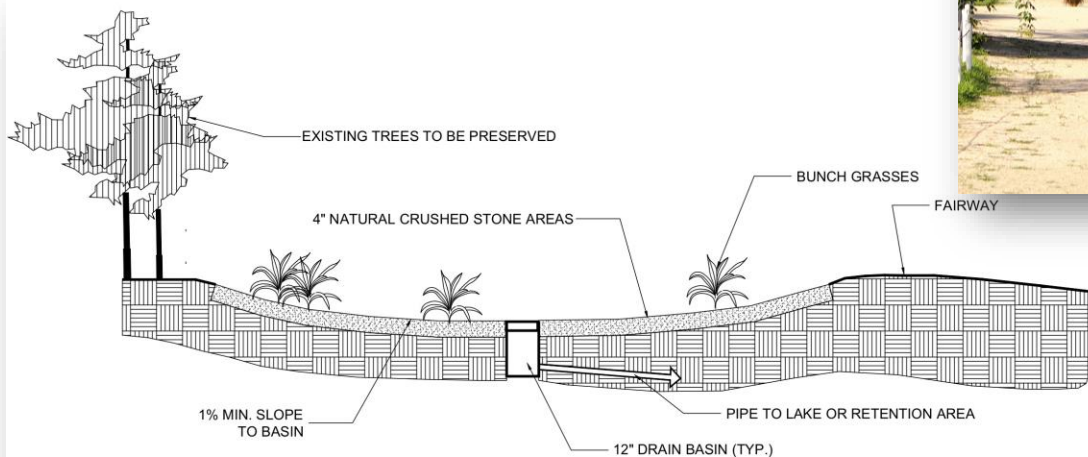 EXISTING TREES TO BE PRESERVED
BUNCH GRASSES
FAIRWAY
4" NATURAL CRUSHED STONE AREAS
1% MIN. SLOPE
TO BASIN
PIPE TO LAKE OR RETENTION AREA
12" DRAIN BASIN (TYP.)